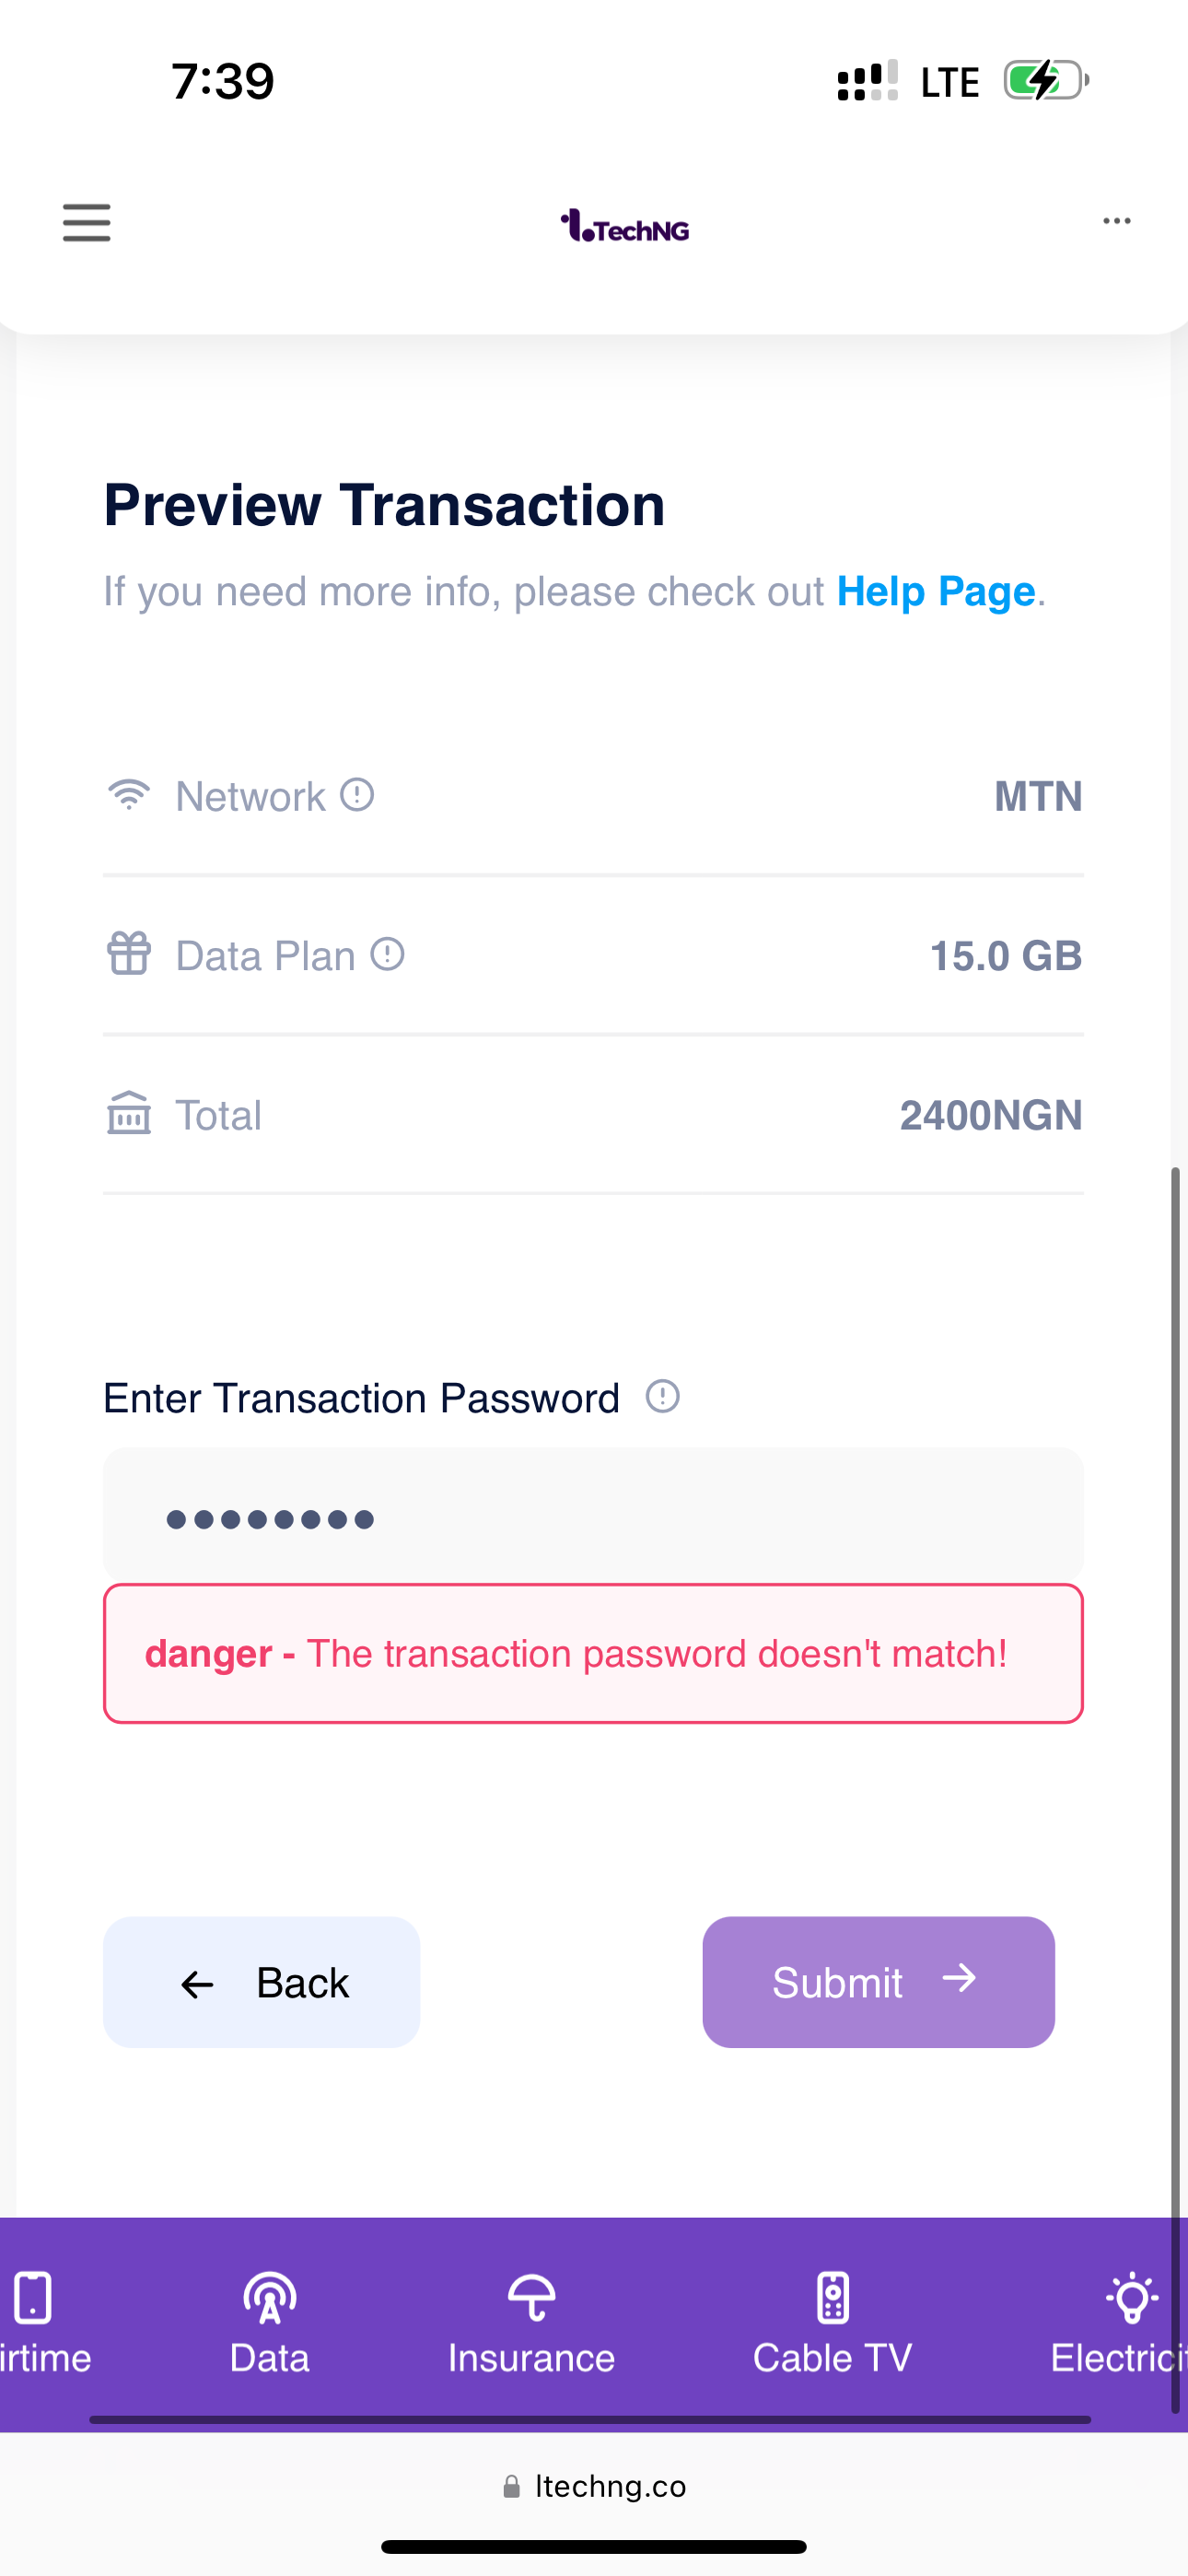 7:39
LTE
TechNG
Preview Transaction
If you need more info, please check out Help Page.
Network
MTN
Data Plan
15.0 GB
Total
2400NGN
Enter Transaction Password
danger - The transaction password doesn't match!
Back
Submit
irtime
Data
Insurance
Cable TV
Electricit
ltechng.co